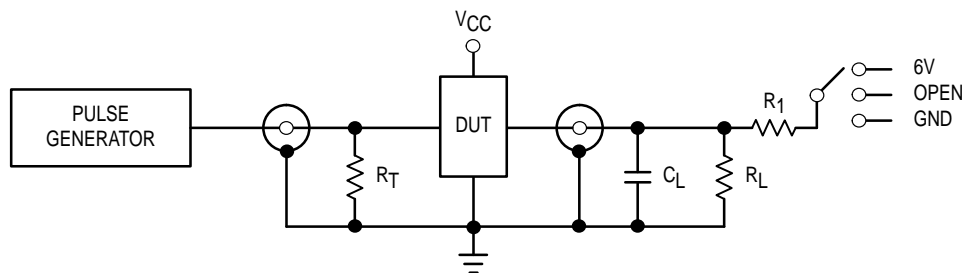 VCC
PULSE
GENERATOR
DUT
RT
CL
RL
R1
6V
OPEN
GND